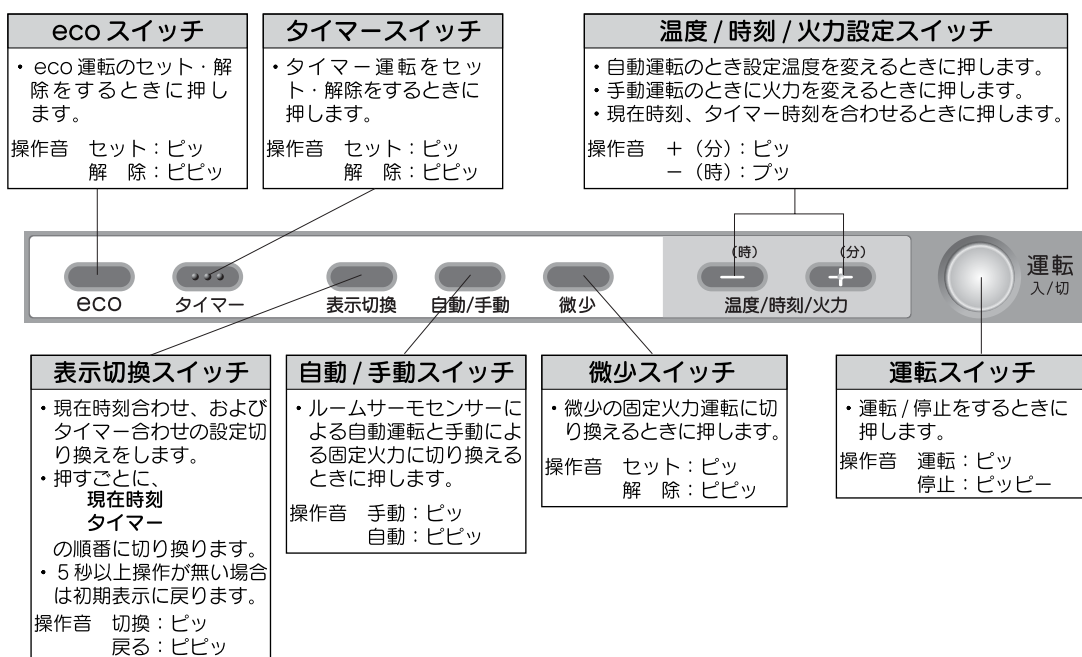 eco スイッチ
・ eco 運転のセット・解
除をするときに押し
ます。
操作音 セット：ピッ
解 除：ピピッ
タイマースイッチ
・タイマー運転をセッ
ト・解除をするときに
押します。
操作音 セット：ピッ
解 除：ピピッ
温度 / 時刻 / 火力設定スイッチ
・自動運転のとき設定温度を変えるときに押します。
・手動運転のときに火力を変えるときに押します。
・現在時刻、タイマー時刻を合わせるときに押します。
操作音 ＋（分）：ピッ
－（時）：プッ
eco
タイマー
表示切換
自動/手動
微少
(時)
(分)
－
＋
温度/時刻/火力
運転
入/切
表示切換スイッチ
・現在時刻合わせ、および
タイマー合わせの設定切
り換えをします。
・押すごとに、
現在時刻
タイマー
の順番に切り換ります。
・ 5 秒以上操作が無い場合
は初期表示に戻ります。
操作音 切換：ピッ
戻る：ピピッ
自動 / 手動スイッチ
・ルームサーモセンサーに
よる自動運転と手動によ
る固定火力に切り換える
ときに押します。
操作音 手動：ピッ
自動：ピピッ
微少スイッチ
・微少の固定火力運転に切
り換えるときに押します。
操作音 セット：ピッ
解 除：ピピッ
運転スイッチ
・運転 / 停止をするときに
押します。
操作音 運転：ピッ
停止：ピッピー